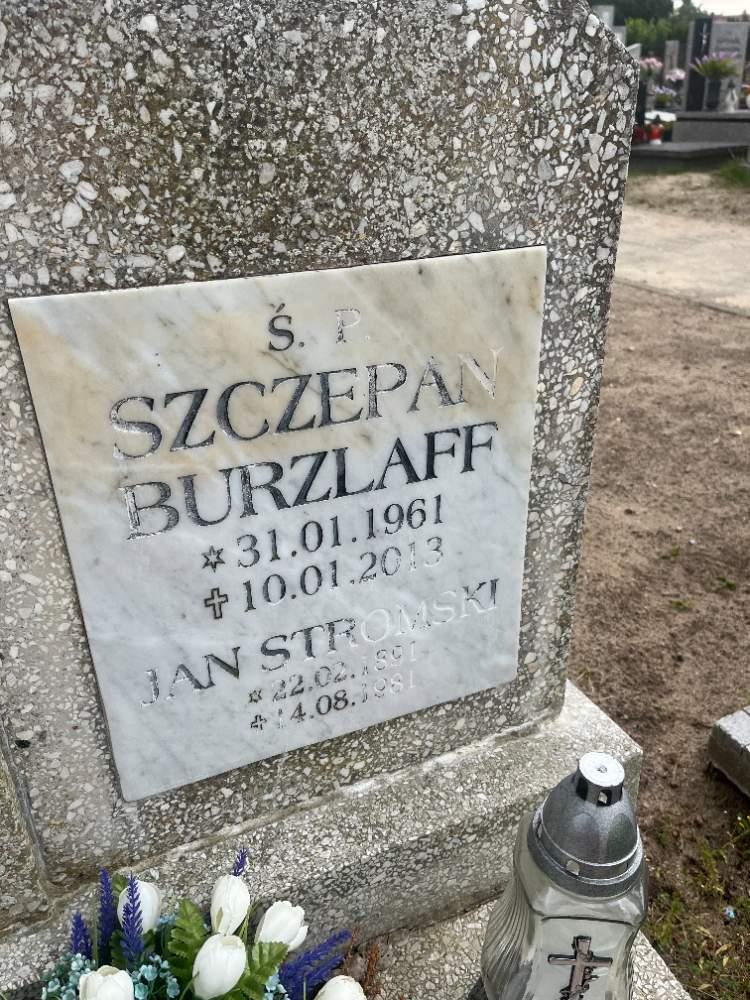 Ś. P.
SZCZEPAN
BURZLAFF
* 31.01.1961
✝ 10.01.2013
JAN STROMSKI
* 22.02.1891
✝ 14.08.1981